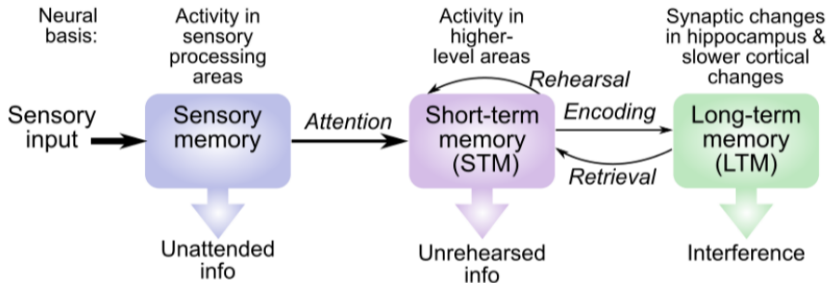 Neural
basis:
Activity in
sensory
processing
areas
Activity in
higher-
level areas
Synaptic changes
in hippocampus &
slower cortical
changes
Sensory
input
Sensory
memory
Attention
Short-term
memory
(STM)
Rehearsal
Encoding
Retrieval
Long-term
memory
(LTM)
Unattended
info
Unrehearsed
info
Interference